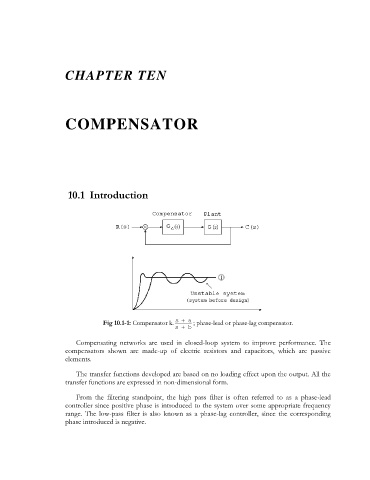 CHAPTER TEN
COMPENSATOR
10.1 Introduction
Compensator Plant
R(s) G_c(s) G(s) C(s)
①
Unstable system
(system before design)
Fig 10.1-1: Compensator k (s + a)/(s + b); phase-lead or phase-lag compensator.
Compensating networks are used in closed-loop system to improve performance. The
compensators shown are made-up of electric resistors and capacitors, which are passive
elements.
The transfer functions developed are based on no loading effect upon the output. All the
transfer functions are expressed in non-dimensional form.
From the filtering standpoint, the high pass filter is often referred to as a phase-lead
controller since positive phase is introduced to the system over some appropriate frequency
range. The low-pass filter is also known as a phase-lag controller, since the corresponding
phase introduced is negative.